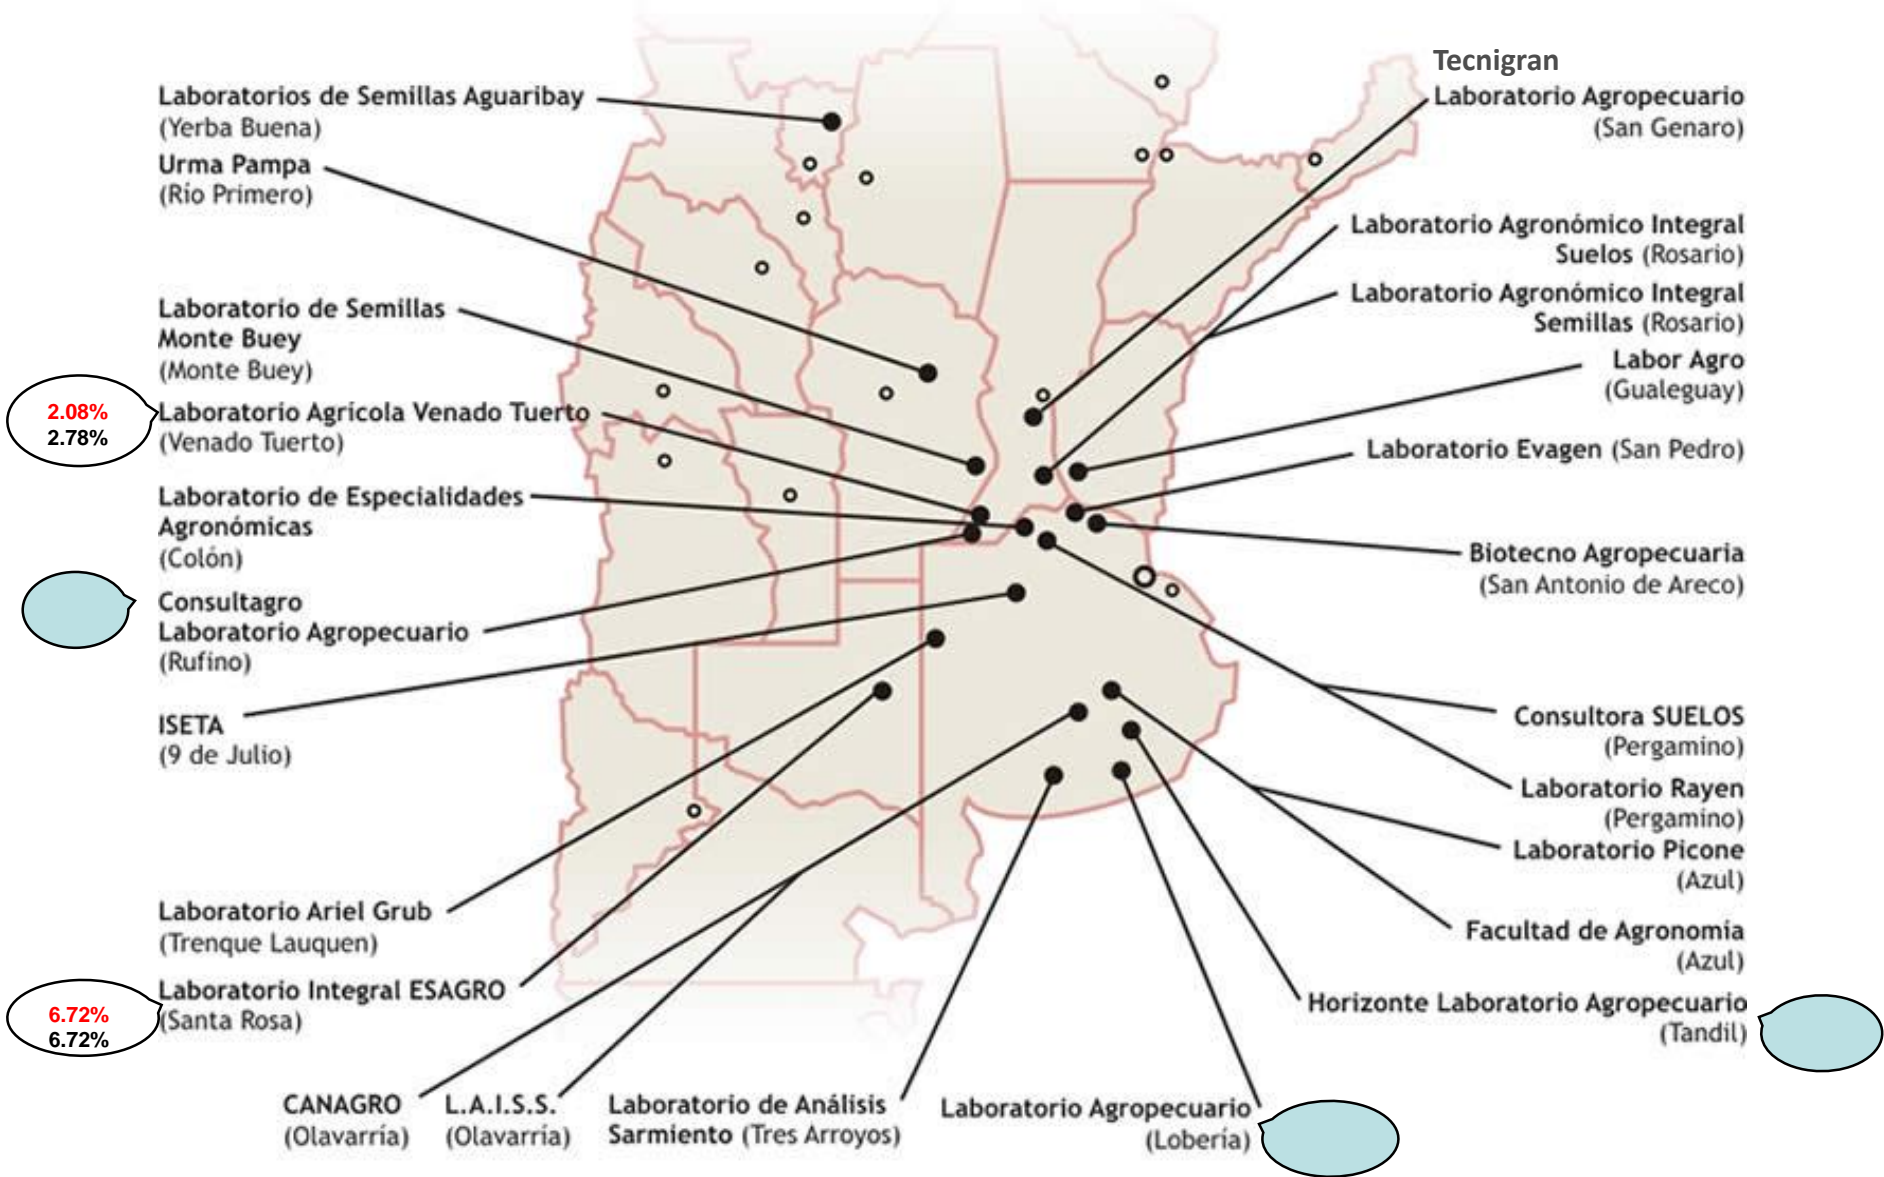 Laboratorios de Semillas Aguaribay
(Yerba Buena)
Urma Pampa
(Río Primero)
Laboratorio de Semillas
Monte Buey
(Monte Buey)
2.08%
2.78%
Laboratorio Agrícola Venado Tuerto
(Venado Tuerto)
Laboratorio de Especialidades
Agronómicas
(Colón)
Consultagro
Laboratorio Agropecuario
(Rufino)
ISETA
(9 de Julio)
Laboratorio Ariel Grub
(Trenque Lauquen)
6.72%
6.72%
Laboratorio Integral ESAGRO
(Santa Rosa)
CANAGRO
(Olavarría)
L.A.I.S.S.
(Olavarría)
Laboratorio de Análisis
Sarmiento (Tres Arroyos)
Laboratorio Agropecuario
(Lobería)
Tecnigran
Laboratorio Agropecuario
(San Genaro)
Laboratorio Agronómico Integral
Suelos (Rosario)
Laboratorio Agronómico Integral
Semillas (Rosario)
Labor Agro
(Gualeguay)
Laboratorio Evagen (San Pedro)
Biotecno Agropecuaria
(San Antonio de Areco)
Consultora SUELOS
(Pergamino)
Laboratorio Rayen
(Pergamino)
Laboratorio Picone
(Azul)
Facultad de Agronomía
(Azul)
Horizonte Laboratorio Agropecuario
(Tandil)